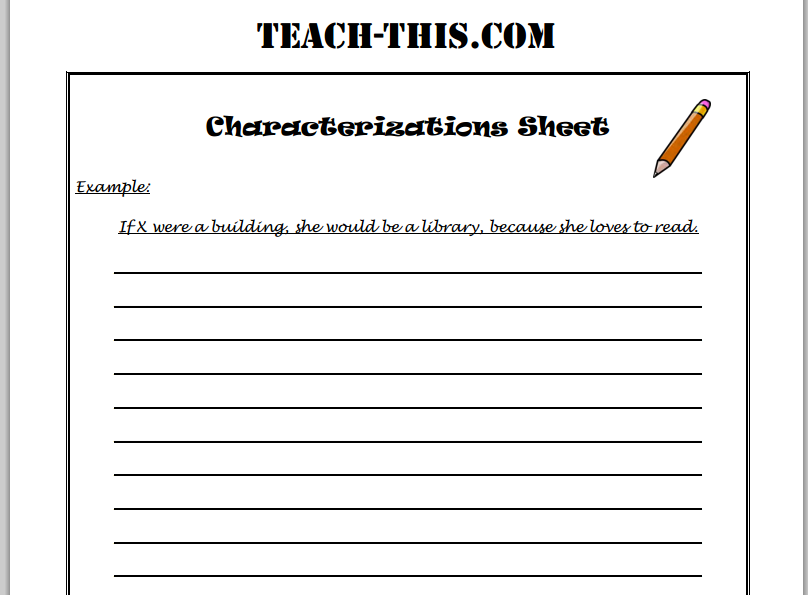 TEACH-THIS.COM
Characterizations Sheet
Example:
If X were a building, she would be a library, because she loves to read.